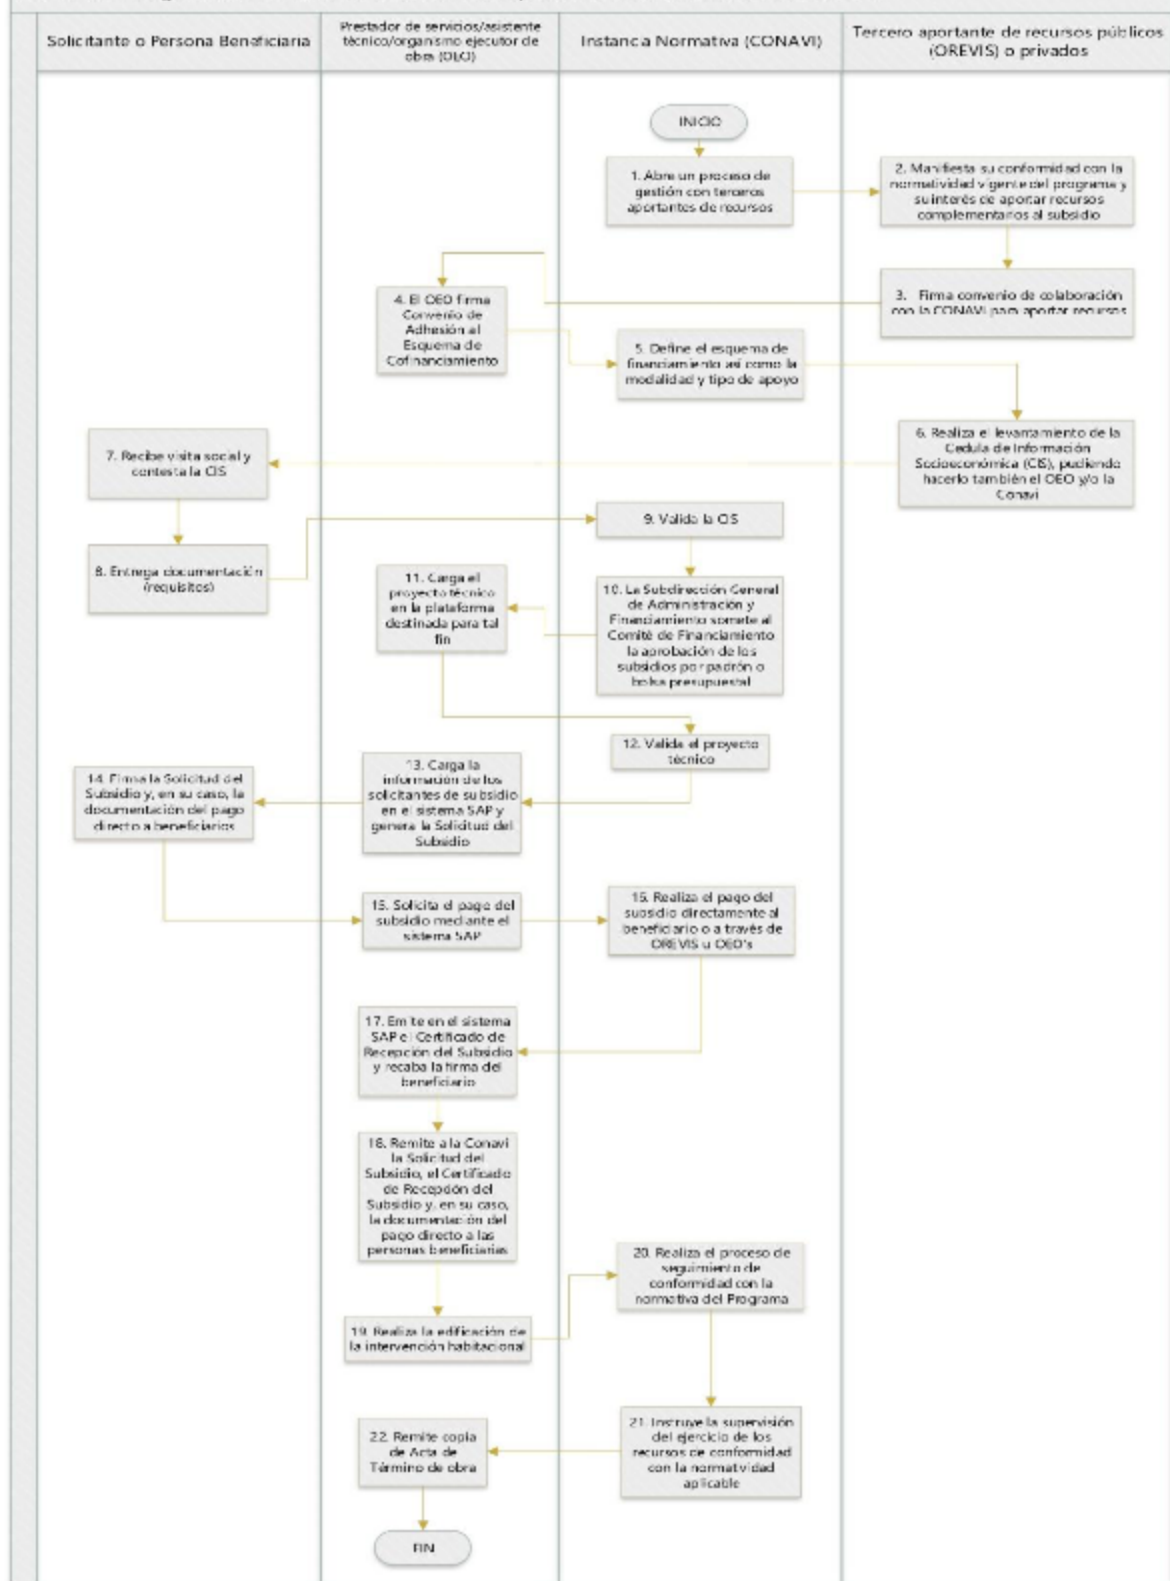 Solicitante o Persona Beneficiaria
Prestador de servicios/asistente
técnico/organismo ejecutor de
obra (OEO)
Instancia Normativa (CONAVI)
Tercero aportante de recursos públicos
(OREVIS) o privados
INICIO
1. Abre un proceso de
gestión con terceros
aportantes de recursos
2. Manifiesta su conformidad con la
normatividad vigente del programa y
su interés de aportar recursos
complementarios al subsidio
3. Firma convenio de colaboración
con la CONAVI para aportar recursos
4. El OEO firma
Convenio de
Adhesión al
Esquema de
Cofinanciamiento
5. Define el esquema de
financiamiento así como la
modalidad y tipo de apoyo
6. Realiza el levantamiento de la
Cedula de Información
Socioeconómica (CIS), pudiendo
hacerlo también el OEO y/o la
Conavi
7. Recibe visita social y
contesta la CIS
8. Entrega documentación
(requisitos)
9. Valida la CIS
10. La Subdirección General
de Administración y
Financiamiento somete al
Comité de Financiamiento
la aprobación de los
subsidios por padrón o
bolsa presupuestal
11. Carga el
proyecto técnico
en la plataforma
destinada para tal
fin
12. Valida el proyecto
técnico
13. Carga la
información de los
solicitantes de subsidio
en el sistema SAP y
genera la Solicitud del
Subsidio
14. Firma la Solicitud del
Subsidio y, en su caso, la
documentación del pago
directo a beneficiarios
15. Solicita el pago del
subsidio mediante el
sistema SAP
16. Realiza el pago del
subsidio directamente al
beneficiario o a través de
OREVIS u OEO's
17. Emite en el sistema
SAP el Certificado de
Recepción del Subsidio
y recaba la firma del
beneficiario
18. Remite a la Conavi
la Solicitud del
Subsidio, el Certificado
de Recepción del
Subsidio y, en su caso,
la documentación del
pago directo a las
personas beneficiarias
19. Realiza la edificación de
la intervención habitacional
20. Realiza el proceso de
seguimiento de
conformidad con la
normativa del Programa
21. Instruye la supervisión
del ejercicio de los
recursos de conformidad
con la normatividad
aplicable
22. Remite copia
de Acta de
Término de obra
FIN